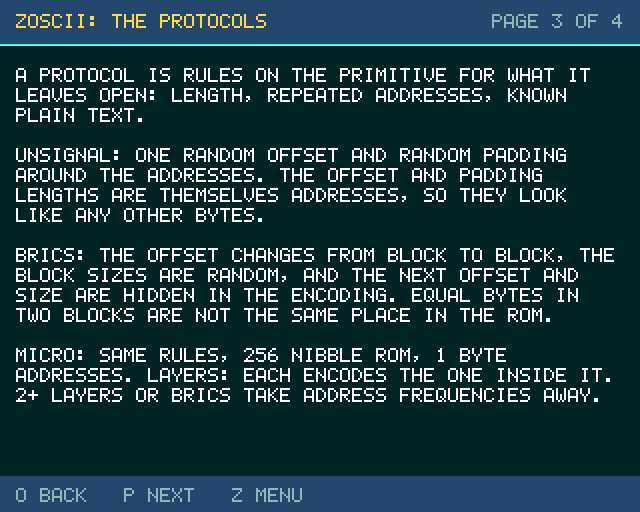 ZOSCII: THE PROTOCOLS PAGE 3 OF 4
A PROTOCOL IS RULES ON THE PRIMITIVE FOR WHAT IT
LEAVES OPEN: LENGTH, REPEATED ADDRESSES, KNOWN
PLAIN TEXT.
UNSIGNAL: ONE RANDOM OFFSET AND RANDOM PADDING
AROUND THE ADDRESSES. THE OFFSET AND PADDING
LENGTHS ARE THEMSELVES ADDRESSES, SO THEY LOOK
LIKE ANY OTHER BYTES.
BRICS: THE OFFSET CHANGES FROM BLOCK TO BLOCK, THE
BLOCK SIZES ARE RANDOM, AND THE NEXT OFFSET AND
SIZE ARE HIDDEN IN THE ENCODING. EQUAL BYTES IN
TWO BLOCKS ARE NOT THE SAME PLACE IN THE ROM.
MICRO: SAME RULES, 256 NIBBLE ROM, 1 BYTE
ADDRESSES. LAYERS: EACH ENCODES THE ONE INSIDE IT.
2+ LAYERS OR BRICS TAKE ADDRESS FREQUENCIES AWAY.
O BACK P NEXT Z MENU